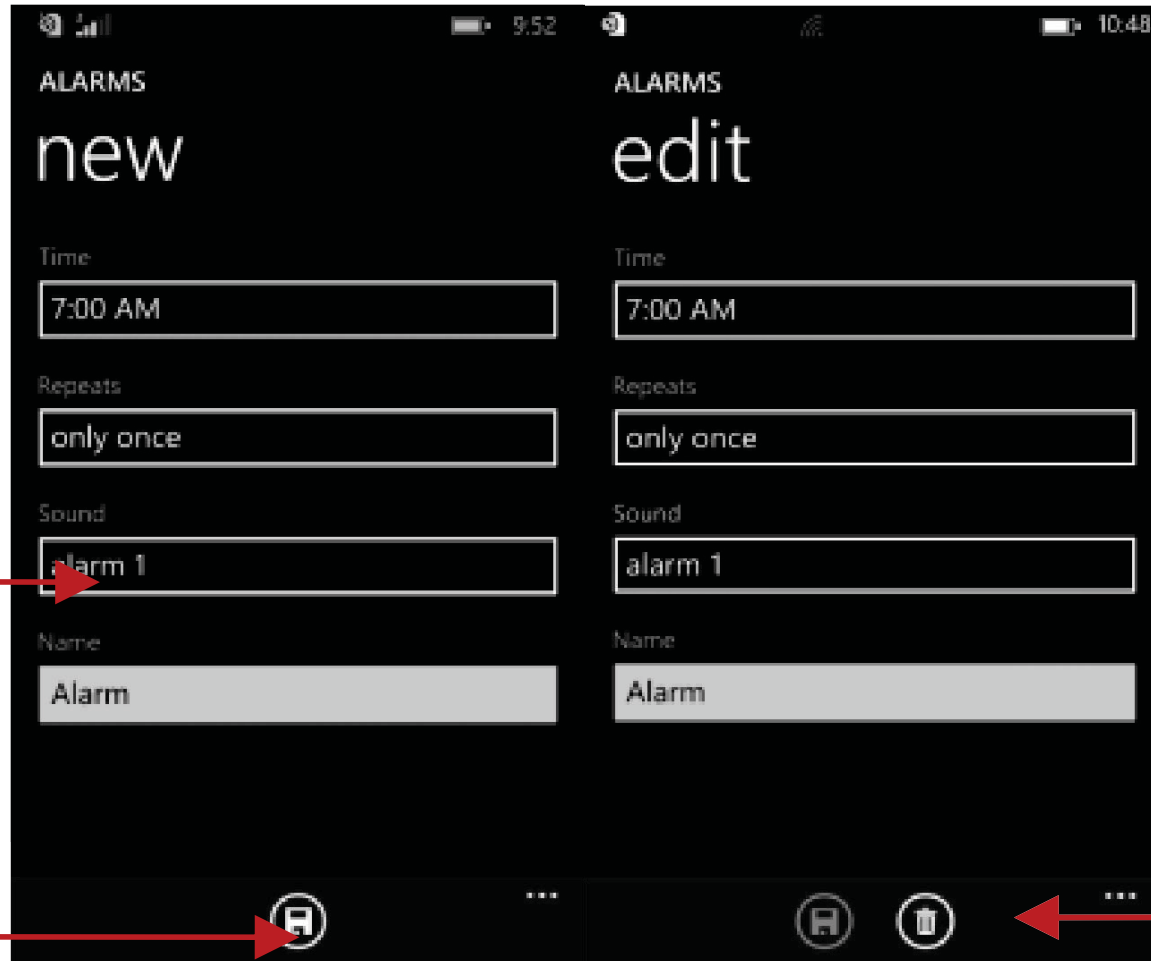 9:52
ALARMS
new
Time
7:00 AM
Repeats
only once
Sound
alarm 1
Name
Alarm
...
10:48
ALARMS
edit
Time
7:00 AM
Repeats
only once
Sound
alarm 1
Name
Alarm
...